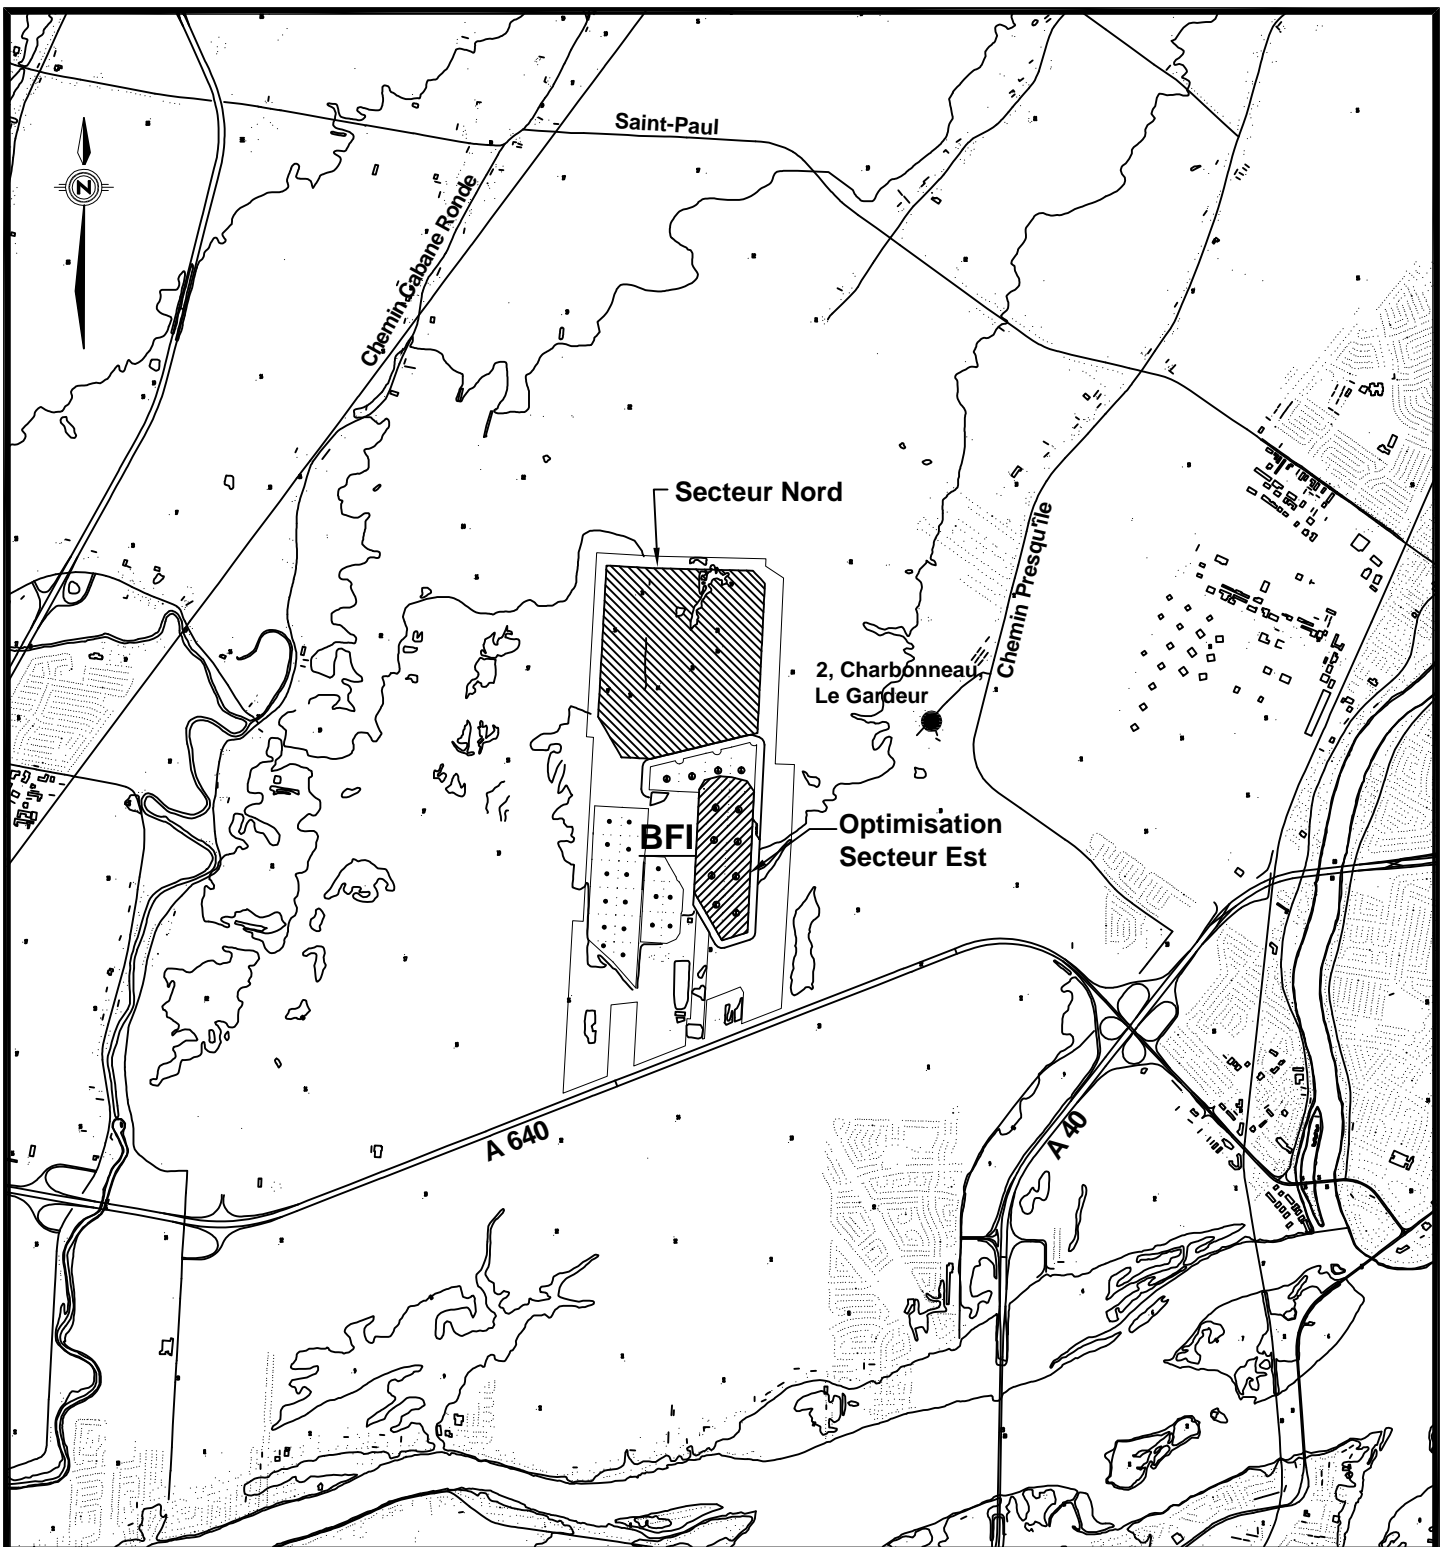 Saint-Paul
N
Chemin Cabane Ronde
Secteur Nord
Chemin Presqu'île
2, Charbonneau,
Le Gardeur
BFI
Optimisation
Secteur Est
A 640
A 40